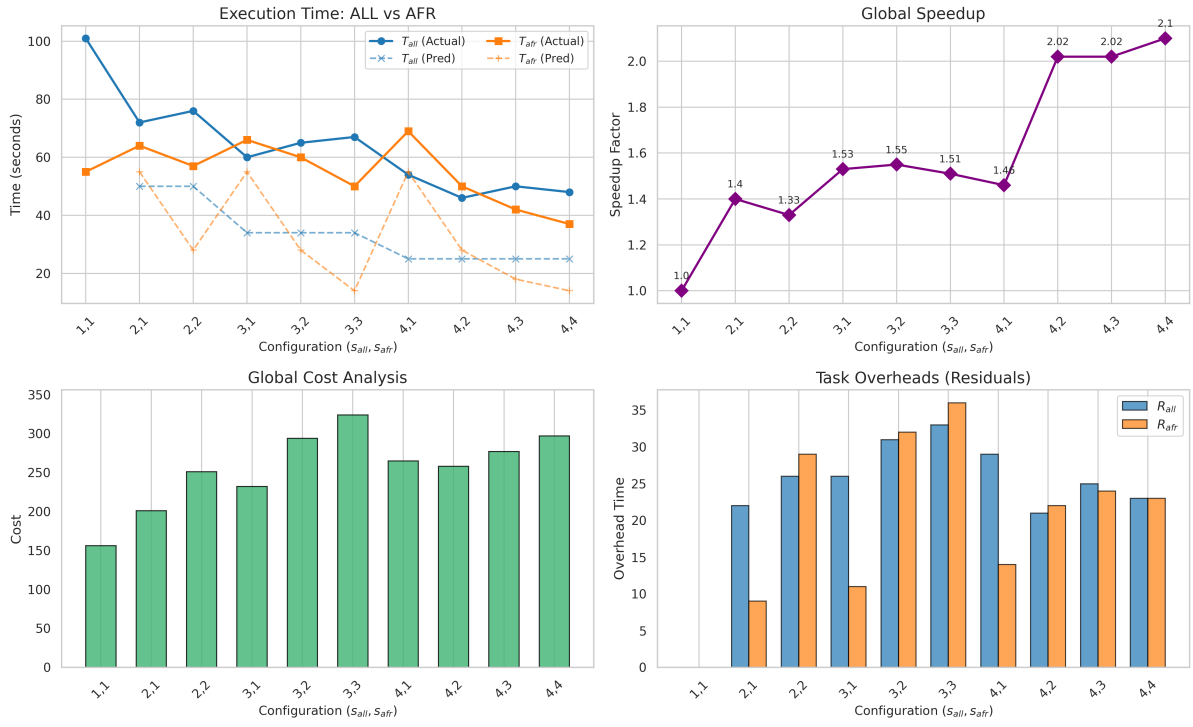 Execution Time: ALL vs AFR
T_all (Actual)
T_all (Pred)
T_afr (Actual)
T_afr (Pred)
Time (seconds)
100
80
60
40
20
1,1 2,1 2,2 3,1 3,2 3,3 4,1 4,2 4,3 4,4
Configuration (s_all, s_afr)
Global Speedup
Speedup Factor
2.0
1.8
1.6
1.4
1.2
1.0
1.0 1.4 1.33 1.53 1.55 1.51 1.46 2.02 2.02 2.1
1,1 2,1 2,2 3,1 3,2 3,3 4,1 4,2 4,3 4,4
Configuration (s_all, s_afr)
Global Cost Analysis
Cost
350
300
250
200
150
100
50
0
1,1 2,1 2,2 3,1 3,2 3,3 4,1 4,2 4,3 4,4
Configuration (s_all, s_afr)
Task Overheads (Residuals)
R_all
R_afr
Overhead Time
35
30
25
20
15
10
5
0
1,1 2,1 2,2 3,1 3,2 3,3 4,1 4,2 4,3 4,4
Configuration (s_all, s_afr)